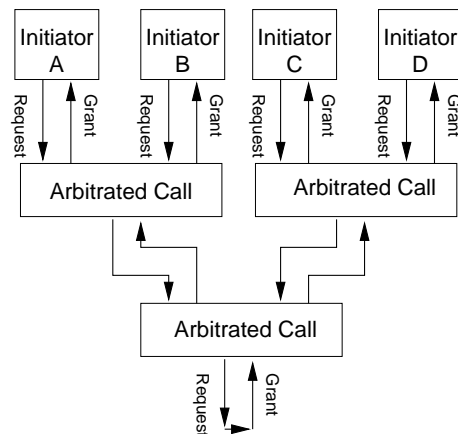 Initiator
A
Initiator
B
Initiator
C
Initiator
D
Request
Grant
Request
Grant
Request
Grant
Request
Grant
Arbitrated Call
Arbitrated Call
Arbitrated Call
Request
Grant